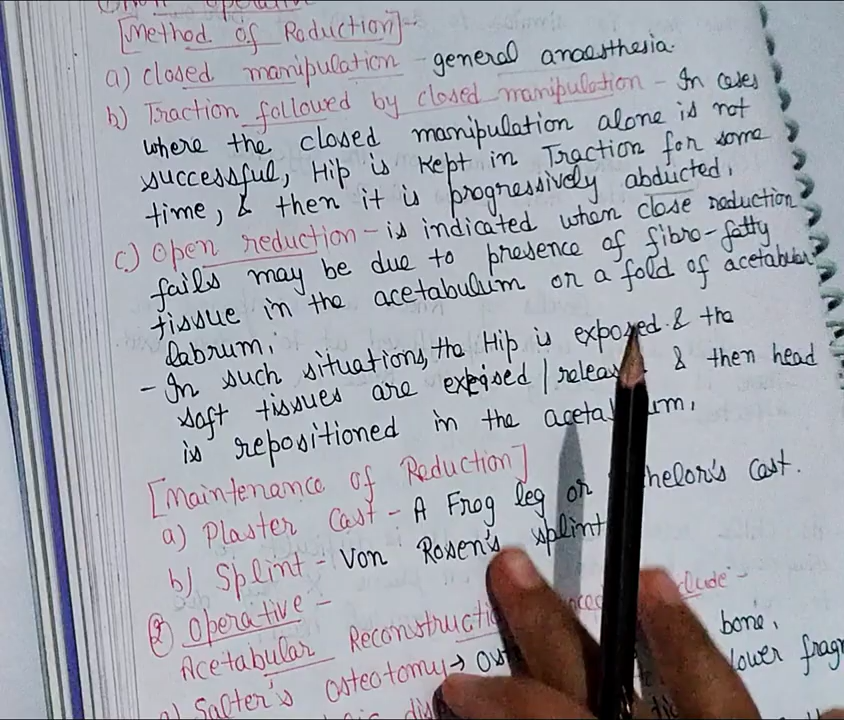 [Method of Reduction]-
a) closed manipulation - general anaesthesia.
b) Traction followed by closed manipulation - In cases
where the closed manipulation alone is not
successful, Hip is kept in Traction for some
time, & then it is progressively abducted.
c) Open reduction - is indicated when close reduction
fails may be due to presence of fibro-fatty
tissue in the acetabulum or a fold of acetabular
labrum.
- In such situations, the Hip is exposed & the
soft tissues are excised / & then head
is repositioned in the
[Maintenance of Reduction]
a) Plaster Cast - A Frog leg or cast.
b) Splint - Von Rosen's splint
② Operative -
Acetabular
bone,
a) Salter's Osteotomy →
lower